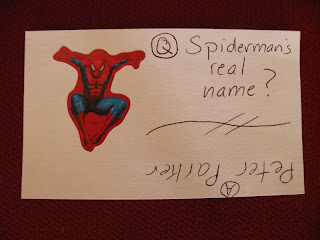 Q Spiderman's
real
name?
A
Peter Parker